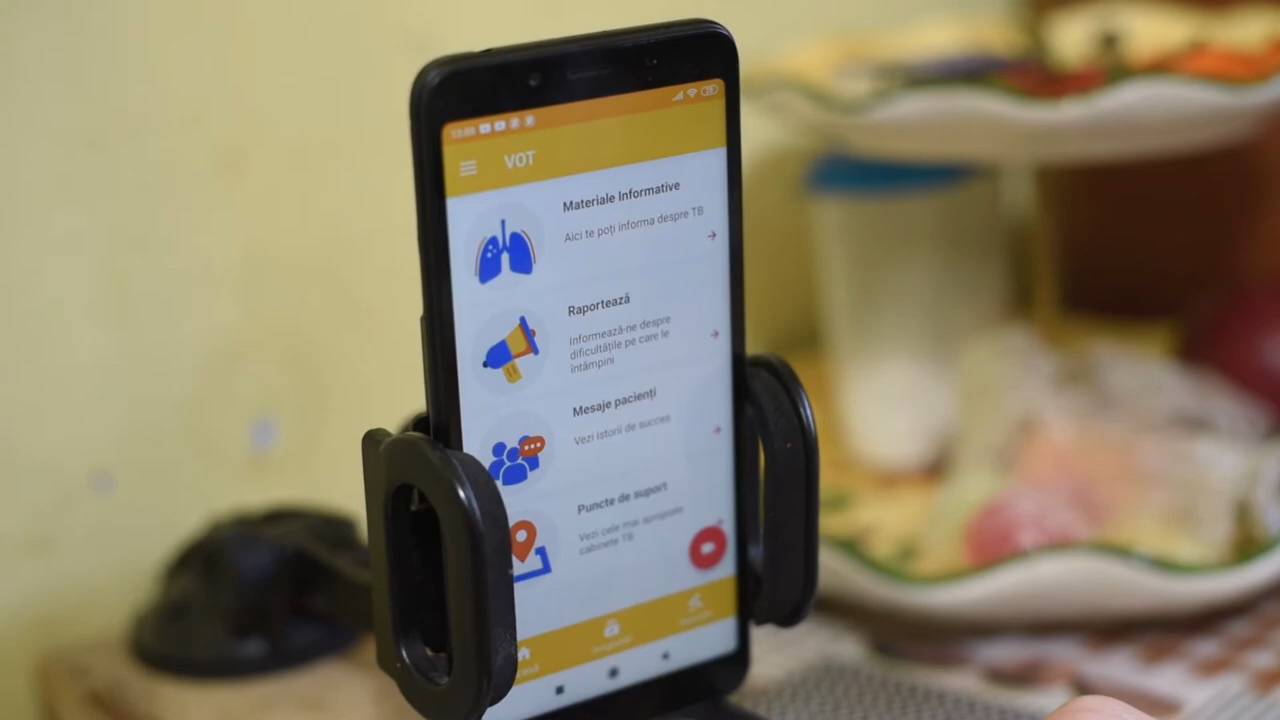 VOT
Materiale Informative
Aici te poți informa despre TB
Raportează
Informează-ne despre
dificultățile pe care le
întâmpini
Mesaje pacienți
Vezi istorii de succes
Puncte de suport
Vezi cele mai apropiate
cabinete TB